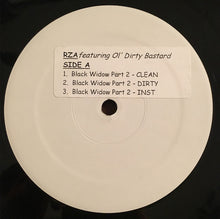 RZA featuring Ol' Dirty Bastard
SIDE A
1. Black Widow Part 2 - CLEAN
2. Black Widow Part 2 - DIRTY
3. Black Widow Part 2 - INST